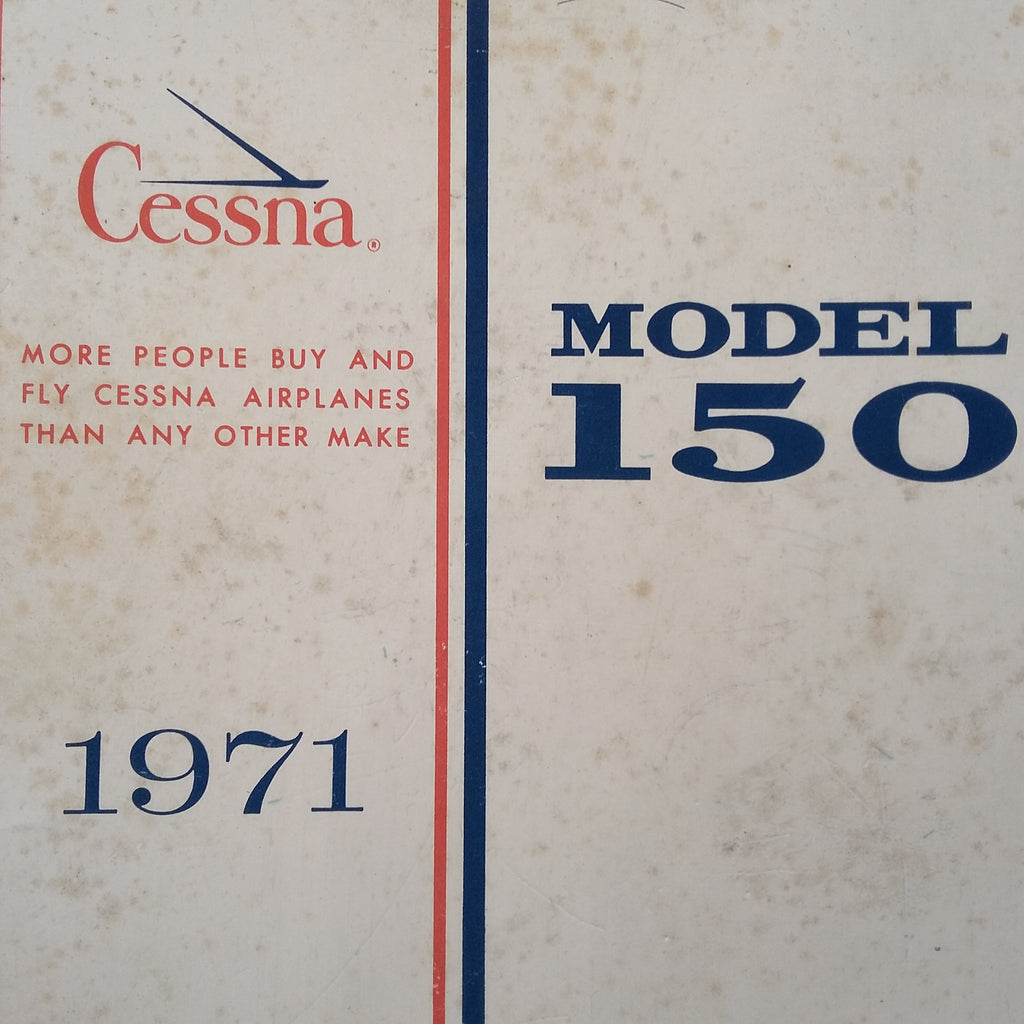 Cessna®
MORE PEOPLE BUY AND
FLY CESSNA AIRPLANES
THAN ANY OTHER MAKE
1971
MODEL
150